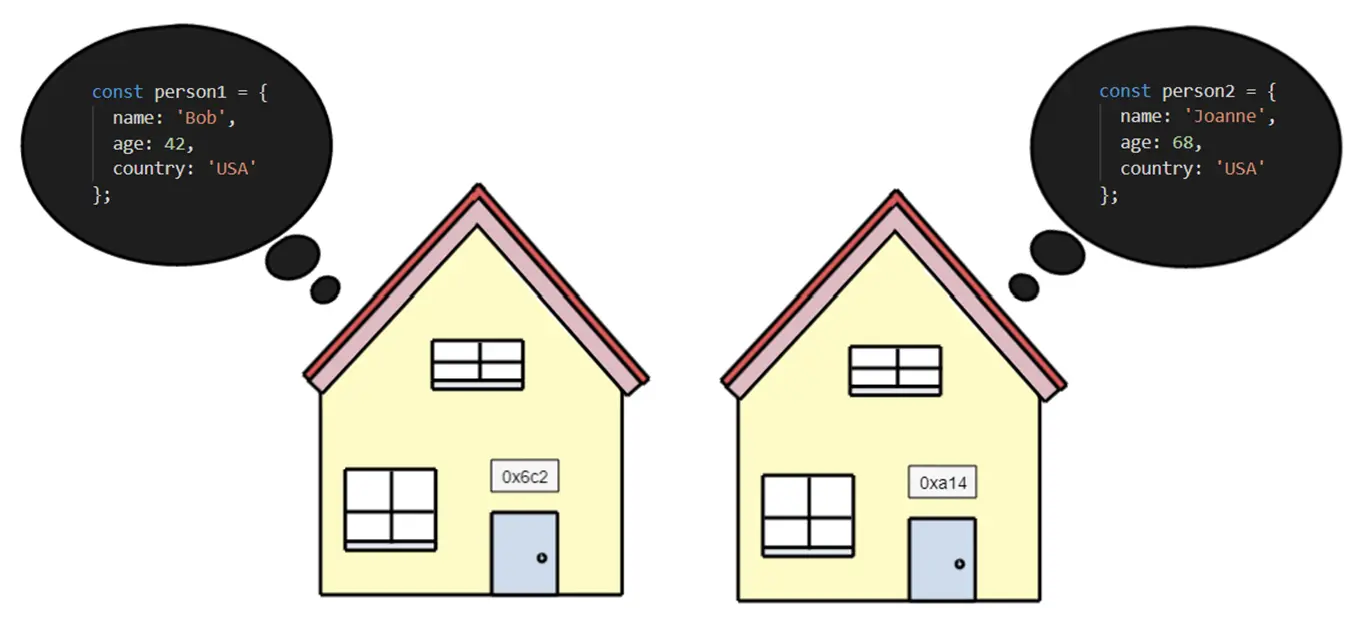 const person1 = {
  name: 'Bob',
  age: 42,
  country: 'USA'
};
const person2 = {
  name: 'Joanne',
  age: 68,
  country: 'USA'
};
0x6c2
0xa14